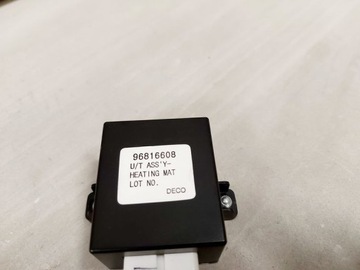 96816608
U/T ASS'Y-
HEATING MAT
LOT NO.
DECO